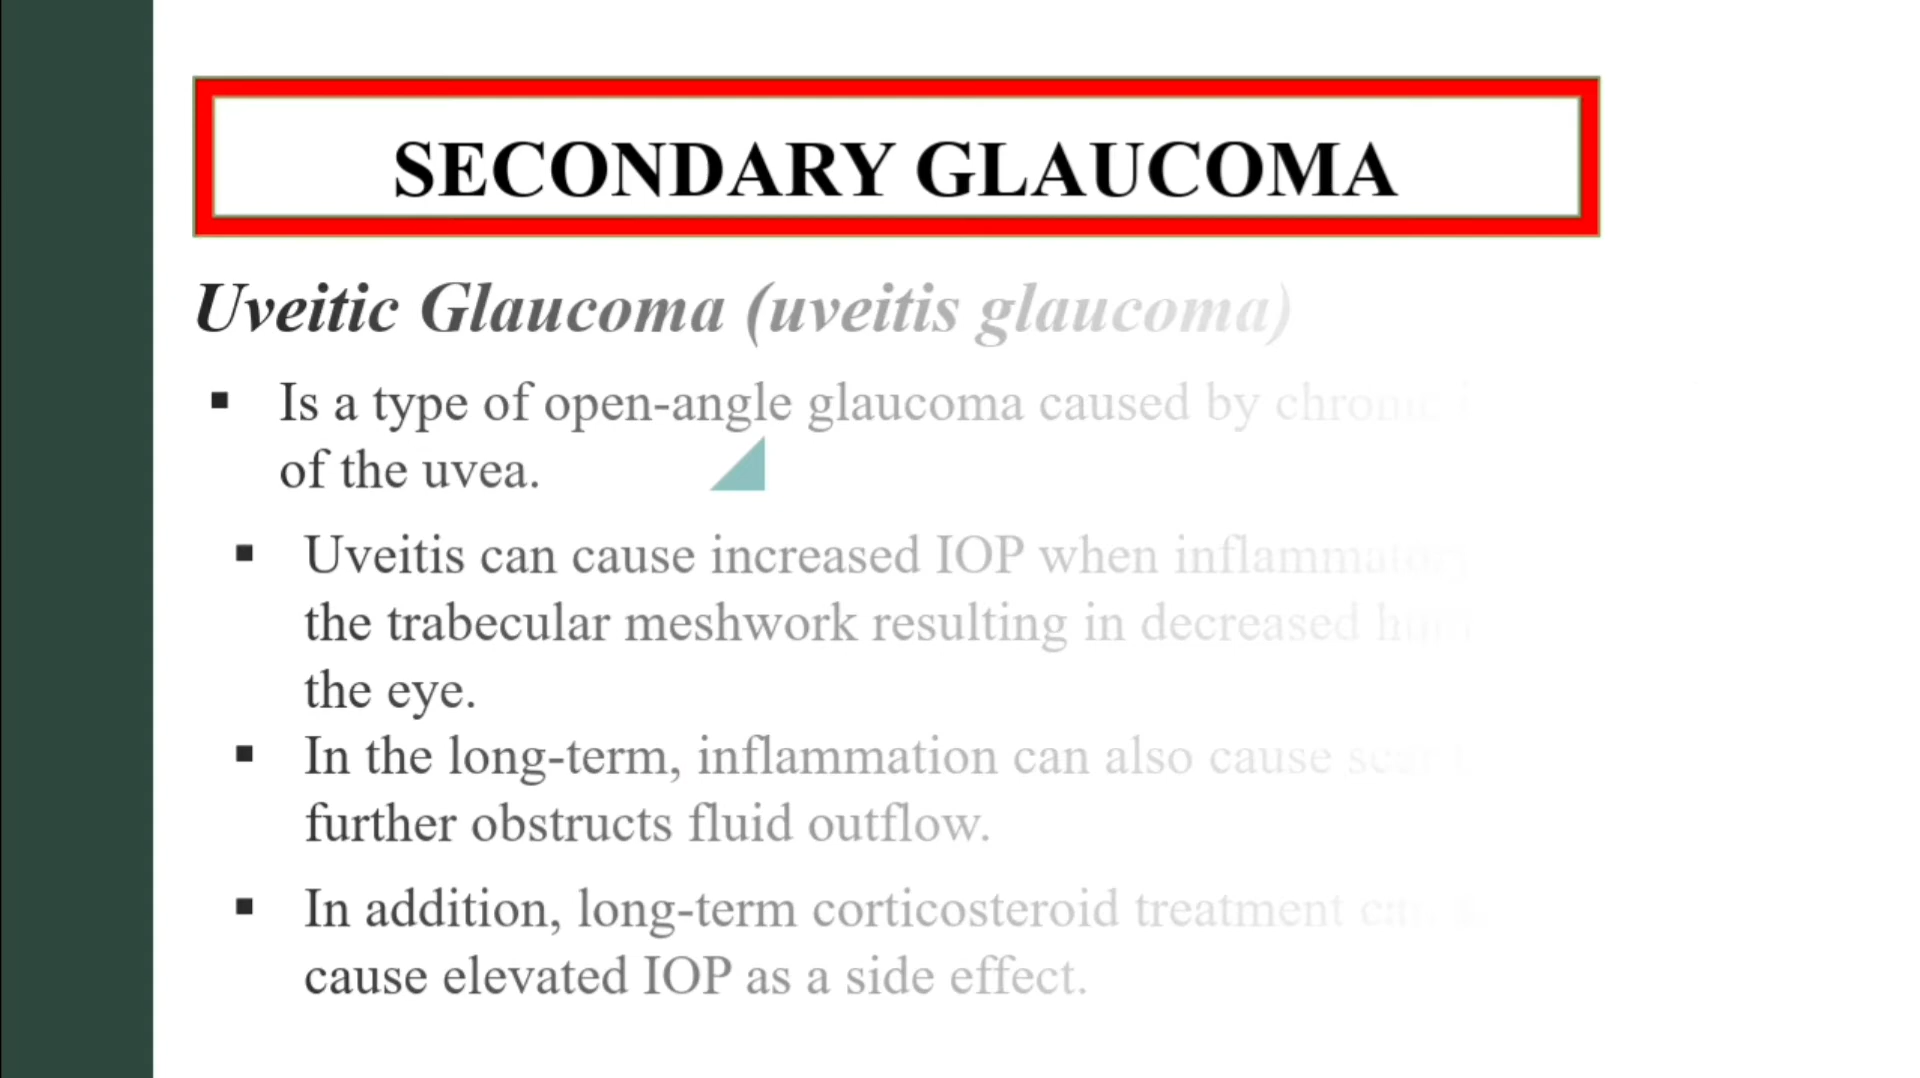 SECONDARY GLAUCOMA
Uveitic Glaucoma (uveitis glaucoma)
▪ Is a type of open-angle glaucoma caused by chronic
of the uvea.
▪ Uveitis can cause increased IOP when inflammatory
the trabecular meshwork resulting in decreased
the eye.
▪ In the long-term, inflammation can also cause scar
further obstructs fluid outflow.
▪ In addition, long-term corticosteroid treatment can
cause elevated IOP as a side effect.